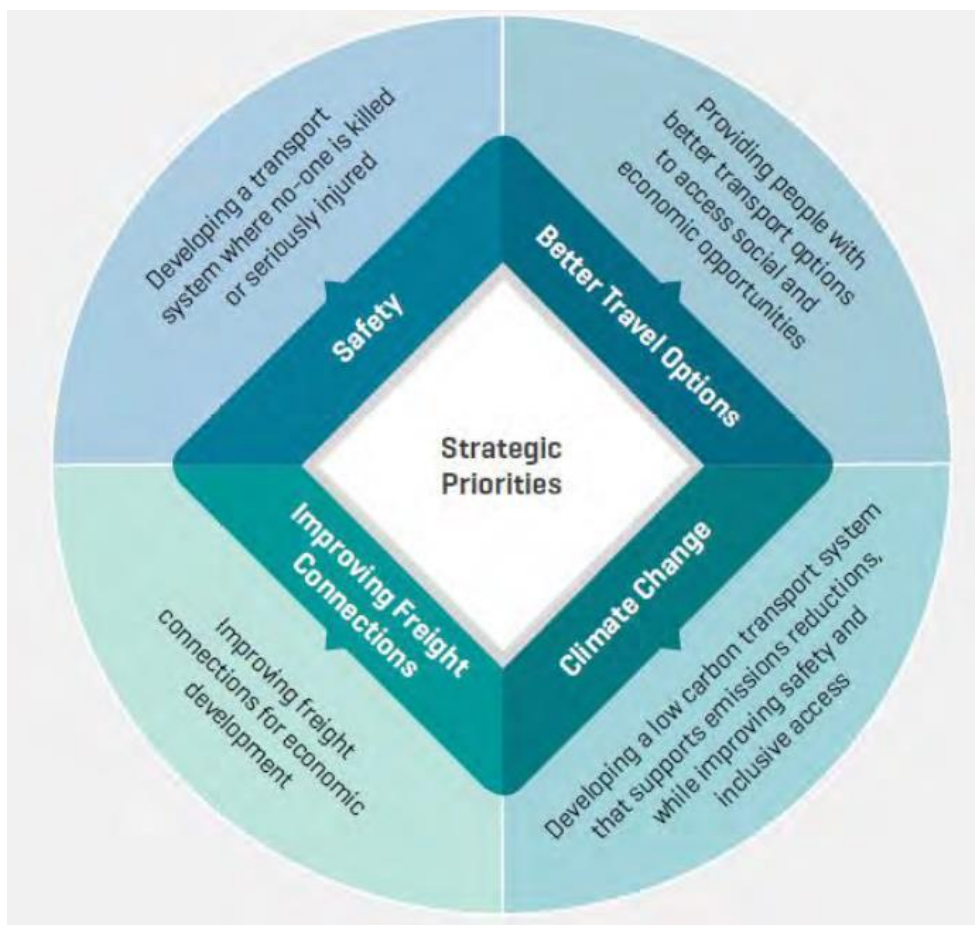 Strategic
Priorities
Safety
Developing a transport
system where no-one is killed
or seriously injured
Better Travel Options
Providing people with
better transport options
to access social and
economic opportunities
Improving Freight
Connections
Improving freight
connections for economic
development
Climate Change
Developing a low carbon transport system
that supports emissions reductions,
while improving safety and
inclusive access